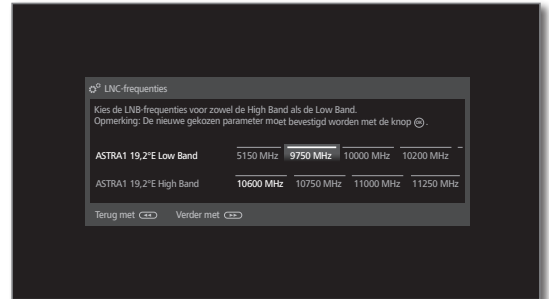 LNC-frequenties
Kies de LNB-frequenties voor zowel de High Band als de Low Band.
Opmerking: De nieuwe gekozen parameter moet bevestigd worden met de knop OK.
ASTRA1 19,2°E Low Band 5150 MHz 9750 MHz 10000 MHz 10200 MHz
ASTRA1 19,2°E High Band 10600 MHz 10750 MHz 11000 MHz 11250 MHz
Terug met Verder met